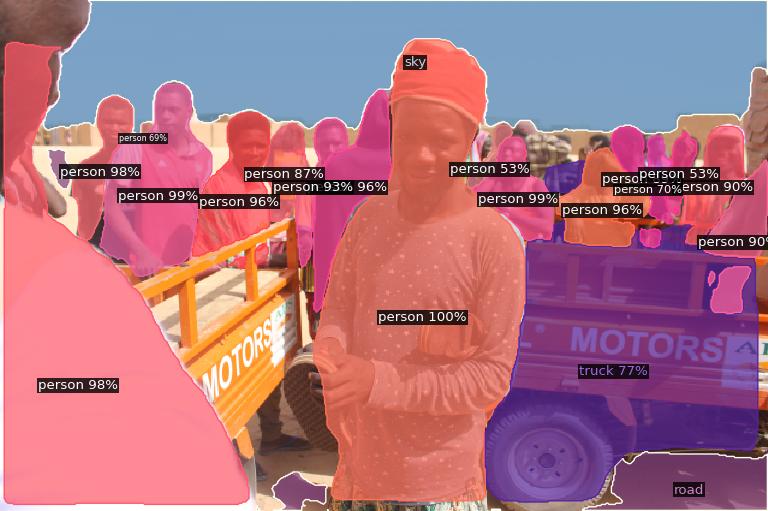 sky
person 69%
person 98%
person 87%
person 53%
person 53%
person 93%
96%
person 70%
person 90%
person 99%
person 96%
person 99%
person 96%
person 90%
person 100%
MOTORS
MOTORS
truck 77%
person 98%
road